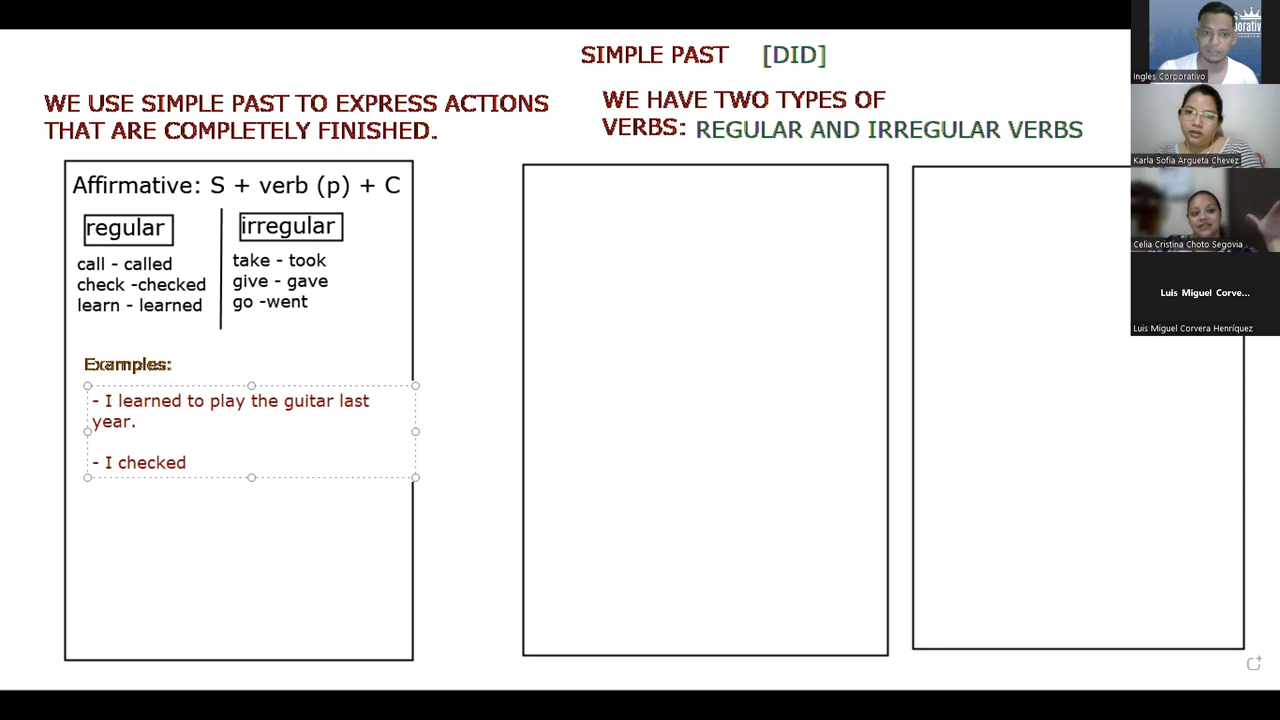 SIMPLE PAST [DID]
WE USE SIMPLE PAST TO EXPRESS ACTIONS
THAT ARE COMPLETELY FINISHED.
WE HAVE TWO TYPES OF
VERBS: REGULAR AND IRREGULAR VERBS
Affirmative: S + verb (p) + C
regular
call - called
check -checked
learn - learned
irregular
take - took
give - gave
go -went
Examples:
- I learned to play the guitar last
year.
- I checked
Ingles Corporativo
Karla Sofia Argueta Chevez
Celia Cristina Choto Segovia
Luis Miguel Corve...
Luis Miguel Corvera Henríquez